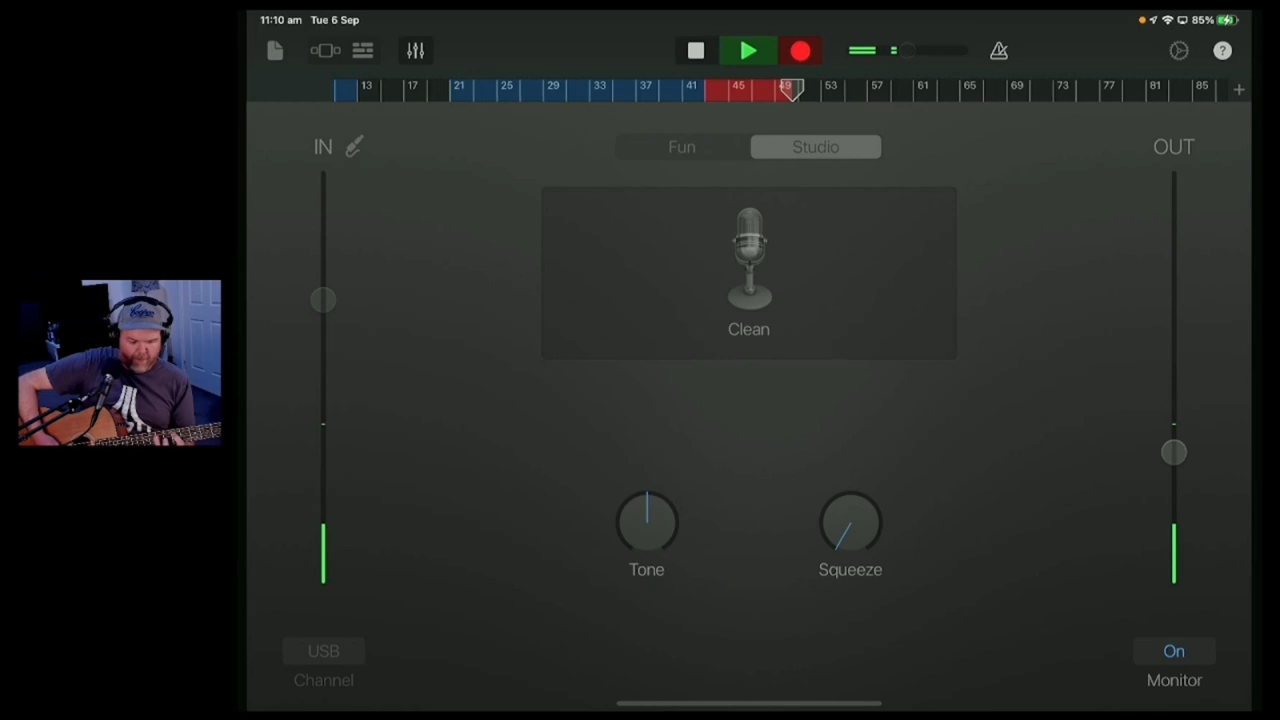 11:10 am Tue 6 Sep 85%
?
13 17 21 25 29 33 37 41 45 49 53 57 61 65 69 73 77 81 85 +
IN Fun Studio OUT
Clean
Tone Squeeze
USB On
Channel Monitor